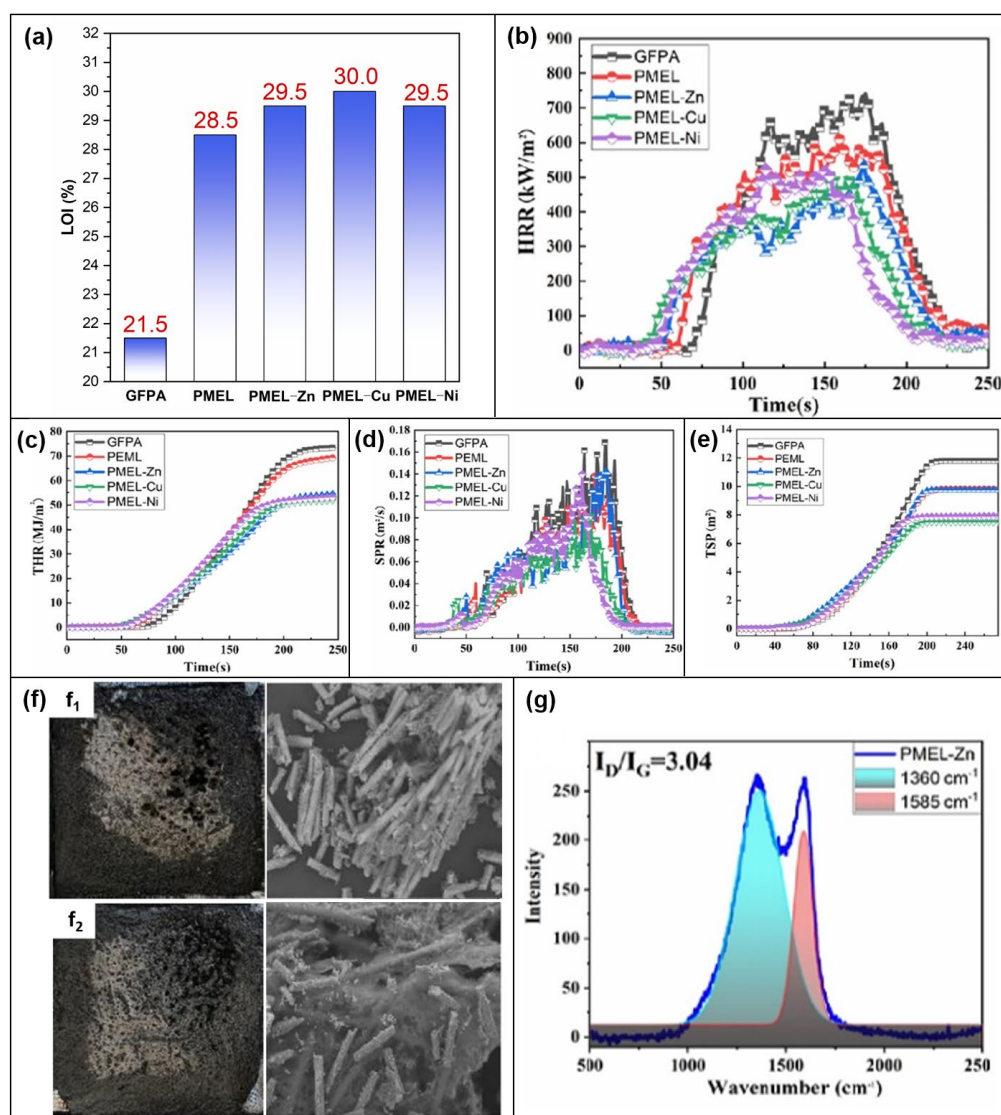 (a)
LOI (%)
32
31
30
29
28
27
26
25
24
23
22
21
20
21.5
28.5
29.5
30.0
29.5
GFPA
PMEL
PMEL-Zn
PMEL-Cu
PMEL-Ni
(b)
HRR (kW/m²)
900
800
700
600
500
400
300
200
100
0
GFPA
PMEL
PMEL-Zn
PMEL-Cu
PMEL-Ni
0 50 100 150 200 250
Time(s)
(c)
THR (MJ/m²)
80
70
60
50
40
30
20
10
0
GFPA
PEML
PMEL-Zn
PMEL-Cu
PMEL-Ni
0 50 100 150 200 250
Time(s)
(d)
SPR (m²/s)
0.18
0.16
0.14
0.12
0.10
0.08
0.06
0.04
0.02
0.00
GFPA
PEML
PMEL-Zn
PMEL-Cu
PMEL-Ni
0 50 100 150 200 250
Time(s)
(e)
TSP (m²)
14
12
10
8
6
4
2
0
GFPA
PEML
PMEL-Zn
PMEL-Cu
PMEL-Ni
0 40 80 120 160 200 240
Time(s)
(f)
f₁
f₂
(g)
I_D/I_G=3.04
PMEL-Zn
1360 cm⁻¹
1585 cm⁻¹
Intensity
250
200
150
100
50
0
500 1000 1500 2000 250
Wavenumber (cm⁻¹)